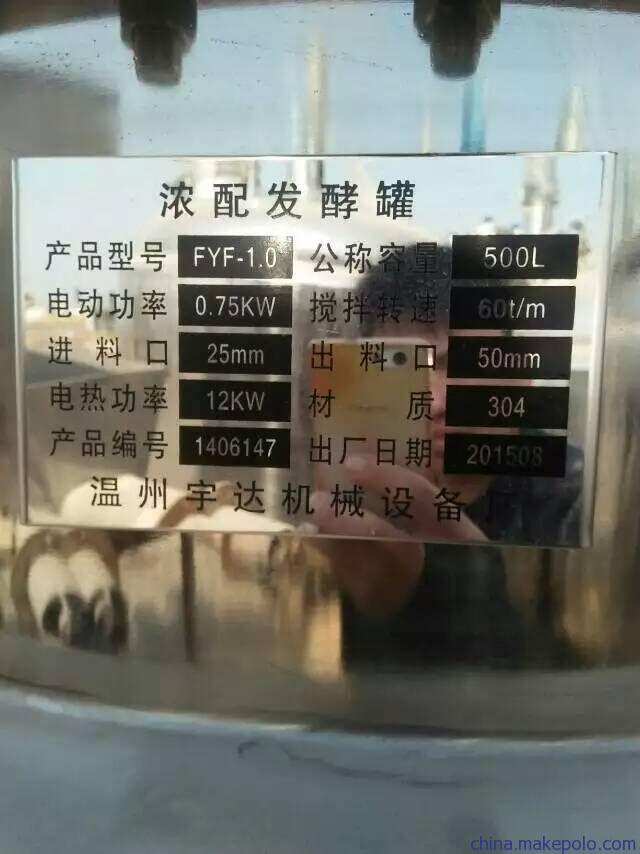 浓配发酵罐
产品型号 FYF-1.0 公称容量 500L
电动功率 0.75KW 搅拌转速 60t/m
进料口 25mm 出料口 50mm
电热功率 12KW 材质 304
产品编号 1406147 出厂日期 201508
温州宇达机械设备厂
china.makepolo.com